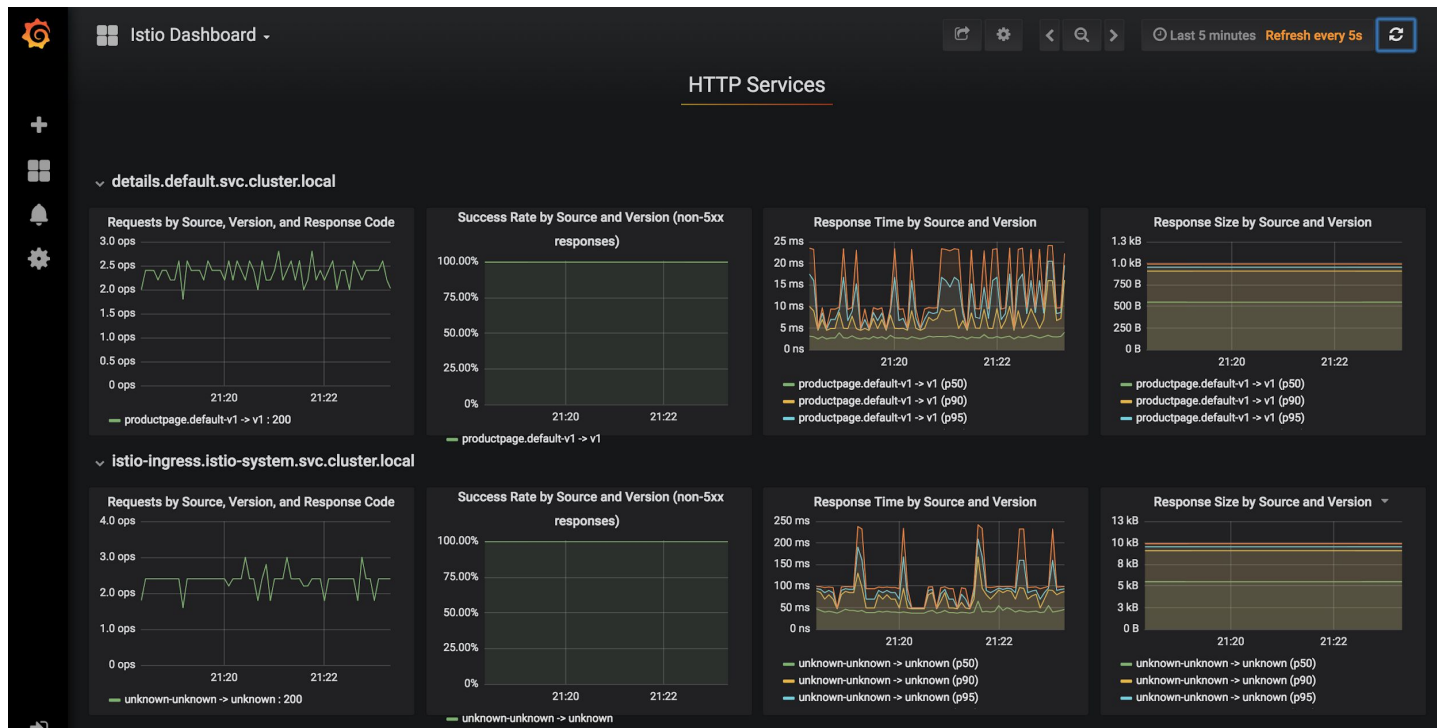 Istio Dashboard
Last 5 minutes Refresh every 5s
HTTP Services
details.default.svc.cluster.local
Requests by Source, Version, and Response Code
3.0 ops
2.5 ops
2.0 ops
1.5 ops
1.0 ops
0.5 ops
0 ops
21:20 21:22
productpage.default-v1 -> v1 : 200
Success Rate by Source and Version (non-5xx
responses)
100.00%
75.00%
50.00%
25.00%
0%
21:20 21:22
productpage.default-v1 -> v1
Response Time by Source and Version
25 ms
20 ms
15 ms
10 ms
5 ms
0 ns
21:20 21:22
productpage.default-v1 -> v1 (p50)
productpage.default-v1 -> v1 (p90)
productpage.default-v1 -> v1 (p95)
Response Size by Source and Version
1.3 kB
1.0 kB
750 B
500 B
250 B
0 B
21:20 21:22
productpage.default-v1 -> v1 (p50)
productpage.default-v1 -> v1 (p90)
productpage.default-v1 -> v1 (p95)
istio-ingress.istio-system.svc.cluster.local
Requests by Source, Version, and Response Code
4.0 ops
3.0 ops
2.0 ops
1.0 ops
0 ops
21:20 21:22
unknown-unknown -> unknown : 200
Success Rate by Source and Version (non-5xx
responses)
100.00%
75.00%
50.00%
25.00%
0%
21:20 21:22
unknown-unknown -> unknown
Response Time by Source and Version
250 ms
200 ms
150 ms
100 ms
50 ms
0 ns
21:20 21:22
unknown-unknown -> unknown (p50)
unknown-unknown -> unknown (p90)
unknown-unknown -> unknown (p95)
Response Size by Source and Version
13 kB
10 kB
8 kB
5 kB
3 kB
0 B
21:20 21:22
unknown-unknown -> unknown (p50)
unknown-unknown -> unknown (p90)
unknown-unknown -> unknown (p95)